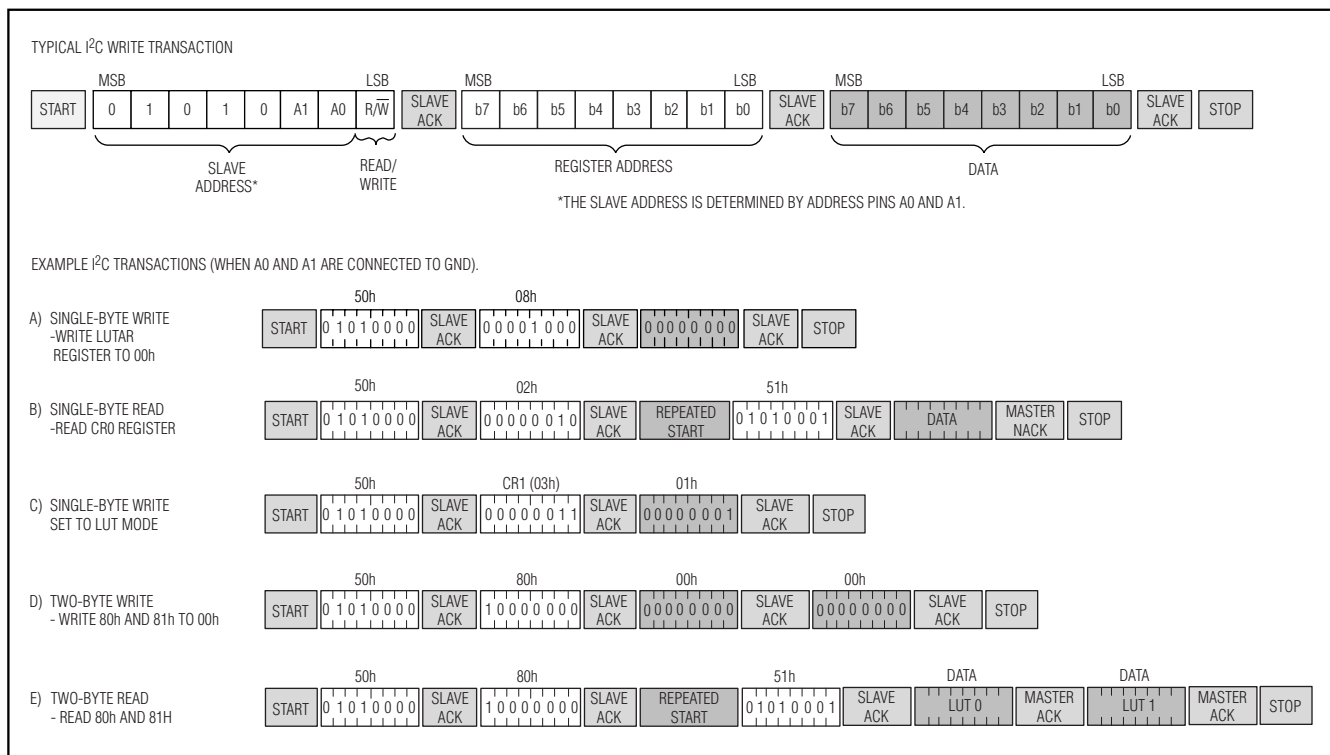 TYPICAL I2C WRITE TRANSACTION
MSB LSB MSB LSB MSB LSB
START 0 1 0 1 0 A1 A0 R/W̅ SLAVE ACK b7 b6 b5 b4 b3 b2 b1 b0 SLAVE ACK b7 b6 b5 b4 b3 b2 b1 b0 SLAVE ACK STOP
SLAVE ADDRESS* READ/ WRITE REGISTER ADDRESS DATA
*THE SLAVE ADDRESS IS DETERMINED BY ADDRESS PINS A0 AND A1.
EXAMPLE I2C TRANSACTIONS (WHEN A0 AND A1 ARE CONNECTED TO GND).
50h 08h
A) SINGLE-BYTE WRITE
-WRITE LUTAR
REGISTER TO 00h
START 0 1 0 1 0 0 0 0 SLAVE ACK 0 0 0 0 1 0 0 0 SLAVE ACK 0 0 0 0 0 0 0 0 SLAVE ACK STOP
50h 02h 51h
B) SINGLE-BYTE READ
-READ CR0 REGISTER
START 0 1 0 1 0 0 0 0 SLAVE ACK 0 0 0 0 0 0 1 0 SLAVE ACK REPEATED START 0 1 0 1 0 0 0 1 SLAVE ACK DATA MASTER NACK STOP
50h CR1 (03h) 01h
C) SINGLE-BYTE WRITE
SET TO LUT MODE
START 0 1 0 1 0 0 0 0 SLAVE ACK 0 0 0 0 0 0 1 1 SLAVE ACK 0 0 0 0 0 0 0 1 SLAVE ACK STOP
50h 80h 00h 00h
D) TWO-BYTE WRITE
- WRITE 80h AND 81h TO 00h
START 0 1 0 1 0 0 0 0 SLAVE ACK 1 0 0 0 0 0 0 0 SLAVE ACK 0 0 0 0 0 0 0 0 SLAVE ACK 0 0 0 0 0 0 0 0 SLAVE ACK STOP
50h 80h 51h DATA DATA
E) TWO-BYTE READ
- READ 80h AND 81H
START 0 1 0 1 0 0 0 0 SLAVE ACK 1 0 0 0 0 0 0 0 SLAVE ACK REPEATED START 0 1 0 1 0 0 0 1 SLAVE ACK LUT 0 MASTER ACK LUT 1 MASTER ACK STOP